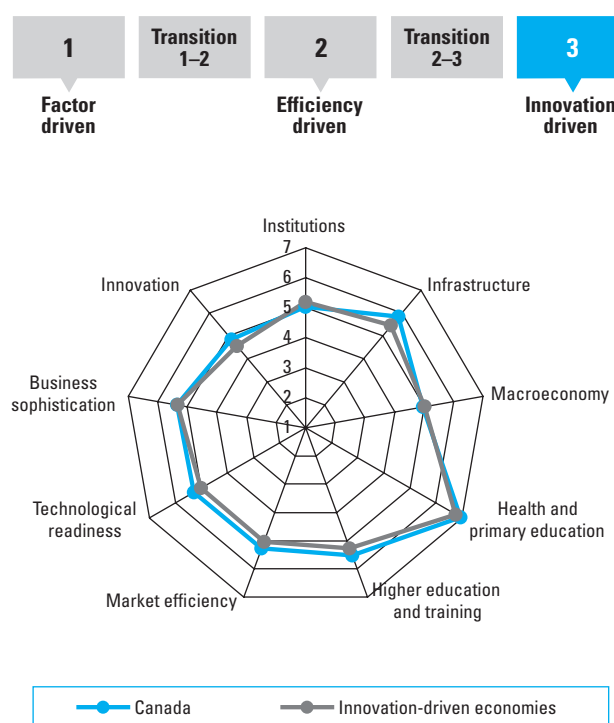 1
Transition
1–2
2
Transition
2–3
3
Factor
driven
Efficiency
driven
Innovation
driven
Institutions
7
6
5
4
3
2
1
Infrastructure
Macroeconomy
Health and
primary education
Higher education
and training
Market efficiency
Technological
readiness
Business
sophistication
Innovation
Canada
Innovation-driven economies